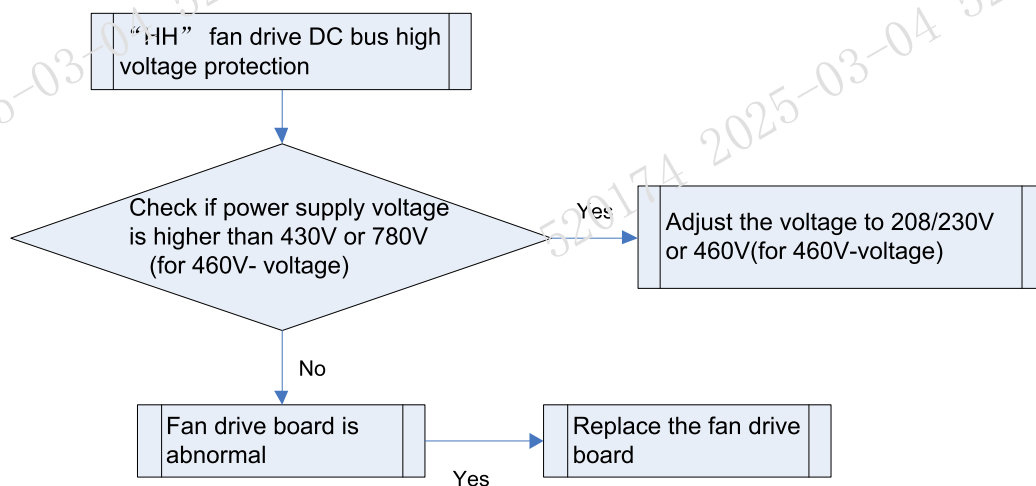 “HH” fan drive DC bus high
voltage protection
Check if power supply voltage
is higher than 430V or 780V
(for 460V- voltage)
Yes
Adjust the voltage to 208/230V
or 460V(for 460V-voltage)
No
Fan drive board is
abnormal
Yes
Replace the fan drive
board
520174 2025-03-04